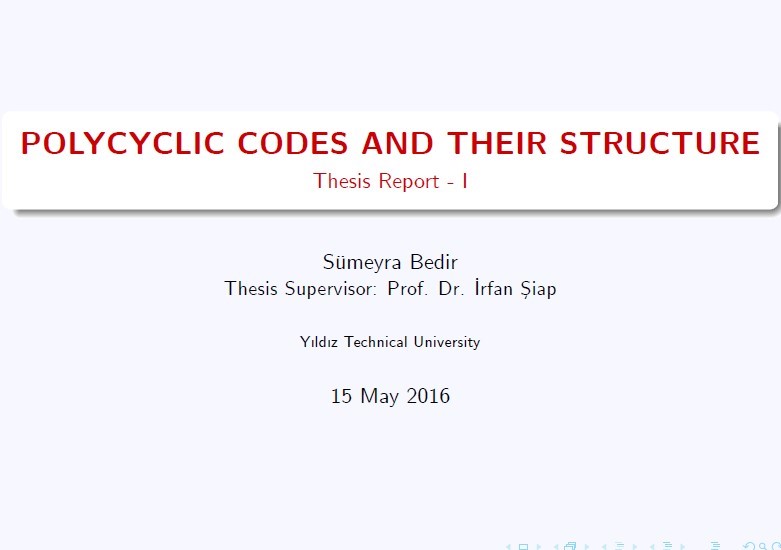 POLYCYCLIC CODES AND THEIR STRUCTURE
Thesis Report - I
Sümeyra Bedir
Thesis Supervisor: Prof. Dr. İrfan Şiap
Yıldız Technical University
15 May 2016